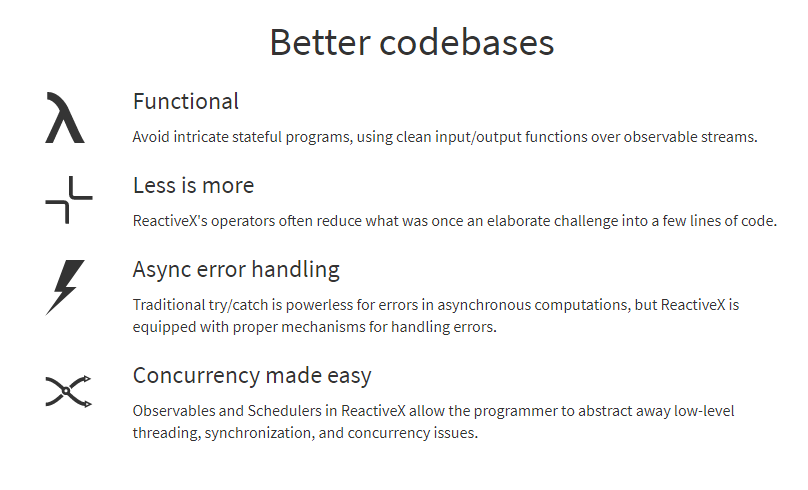 Better codebases
Functional
Avoid intricate stateful programs, using clean input/output functions over observable streams.
Less is more
ReactiveX's operators often reduce what was once an elaborate challenge into a few lines of code.
Async error handling
Traditional try/catch is powerless for errors in asynchronous computations, but ReactiveX is
equipped with proper mechanisms for handling errors.
Concurrency made easy
Observables and Schedulers in ReactiveX allow the programmer to abstract away low-level
threading, synchronization, and concurrency issues.